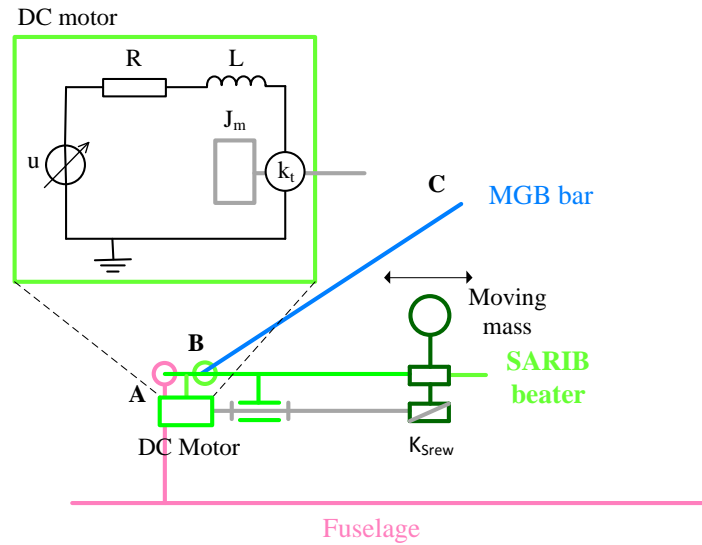 DC motor
R
L
J_m
u
k_t
C
MGB bar
Moving
mass
B
SARIB
beater
A
DC Motor
K_Srew
Fuselage